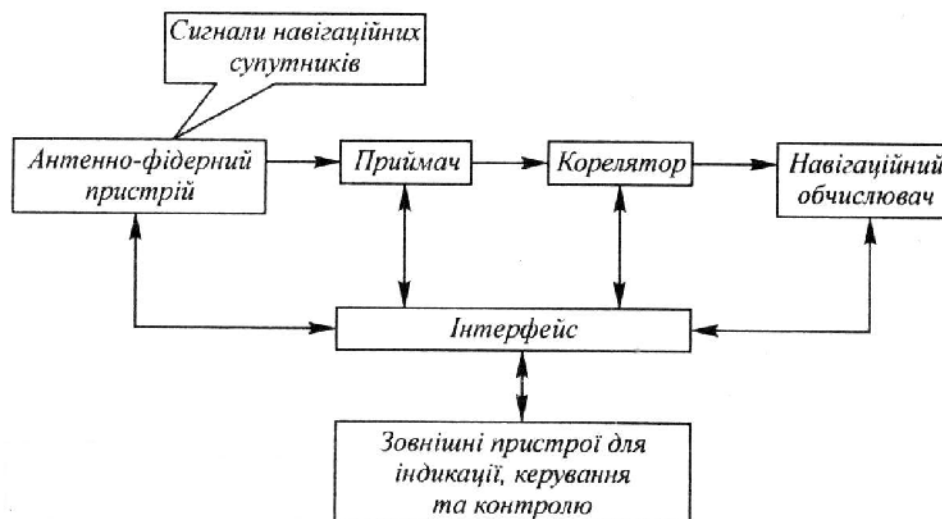 Сигнали навігаційних
супутників
Антенно-фідерний
пристрій
Приймач
Корелятор
Навігаційний
обчислювач
Інтерфейс
Зовнішні пристрої для
індикації, керування
та контролю